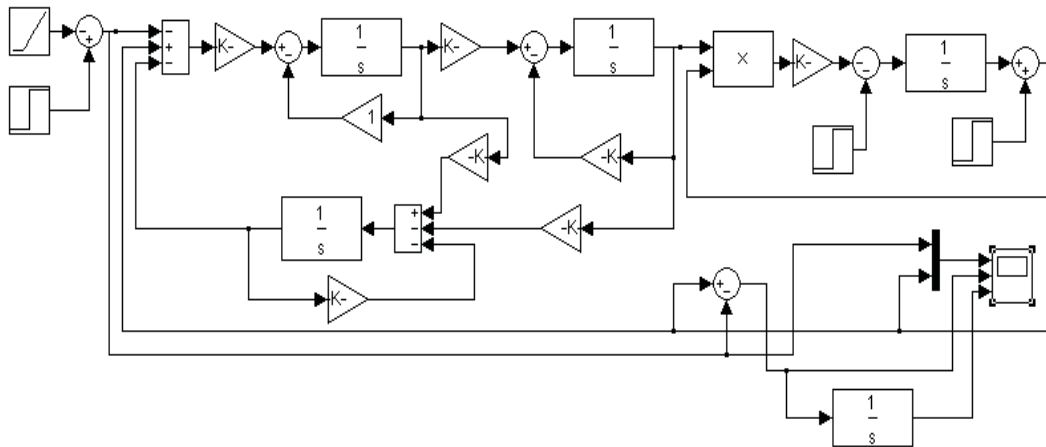 − +
− + −
K-
+ −
1 s
K-
+ −
1 s
×
K-
− −
1 s
+ +
1
-K
-K
1 s
+ − −
-K
K-
+ −
1 s